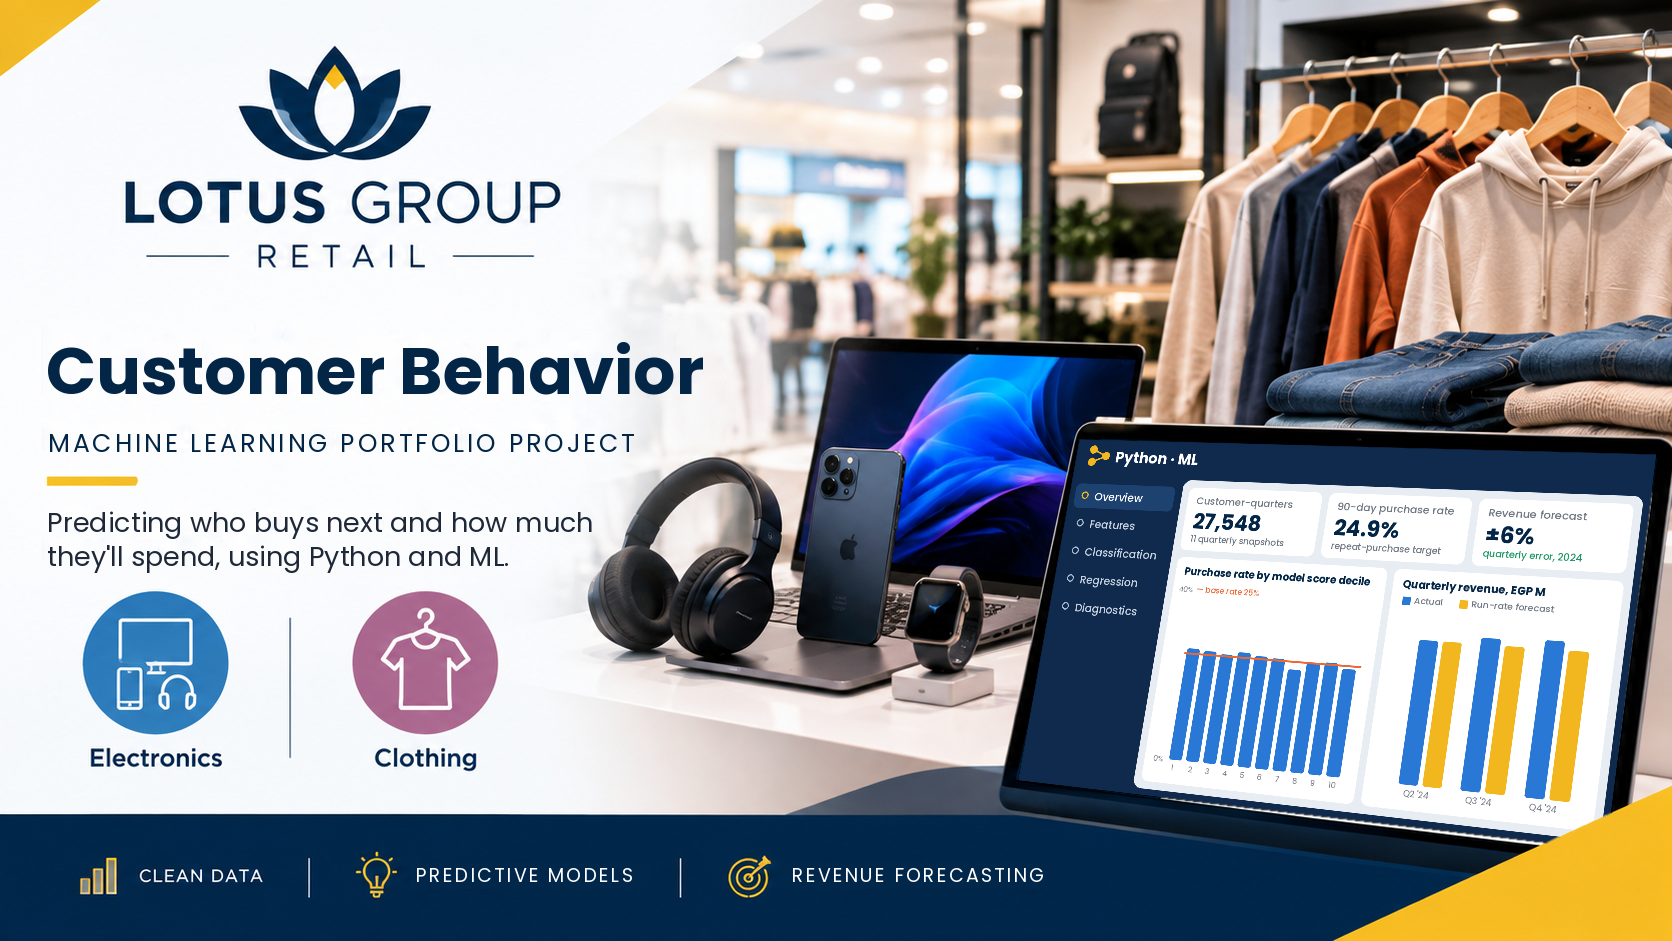 LOTUS GROUP
RETAIL
Customer Behavior
MACHINE LEARNING PORTFOLIO PROJECT
Predicting who buys next and how much
they'll spend, using Python and ML.
Electronics
Clothing
CLEAN DATA
PREDICTIVE MODELS
REVENUE FORECASTING
Python · ML
Overview
Features
Classification
Regression
Diagnostics
Customer-quarters
27,548
11 quarterly snapshots
90-day purchase rate
24.9%
repeat-purchase target
Revenue forecast
±6%
quarterly error, 2024
Purchase rate by model score decile
40%
base rate 25%
0%
1 2 3 4 5 6 7 8 9 10
Quarterly revenue, EGP M
Actual
Run-rate forecast
Q2 '24
Q3 '24
Q4 '24